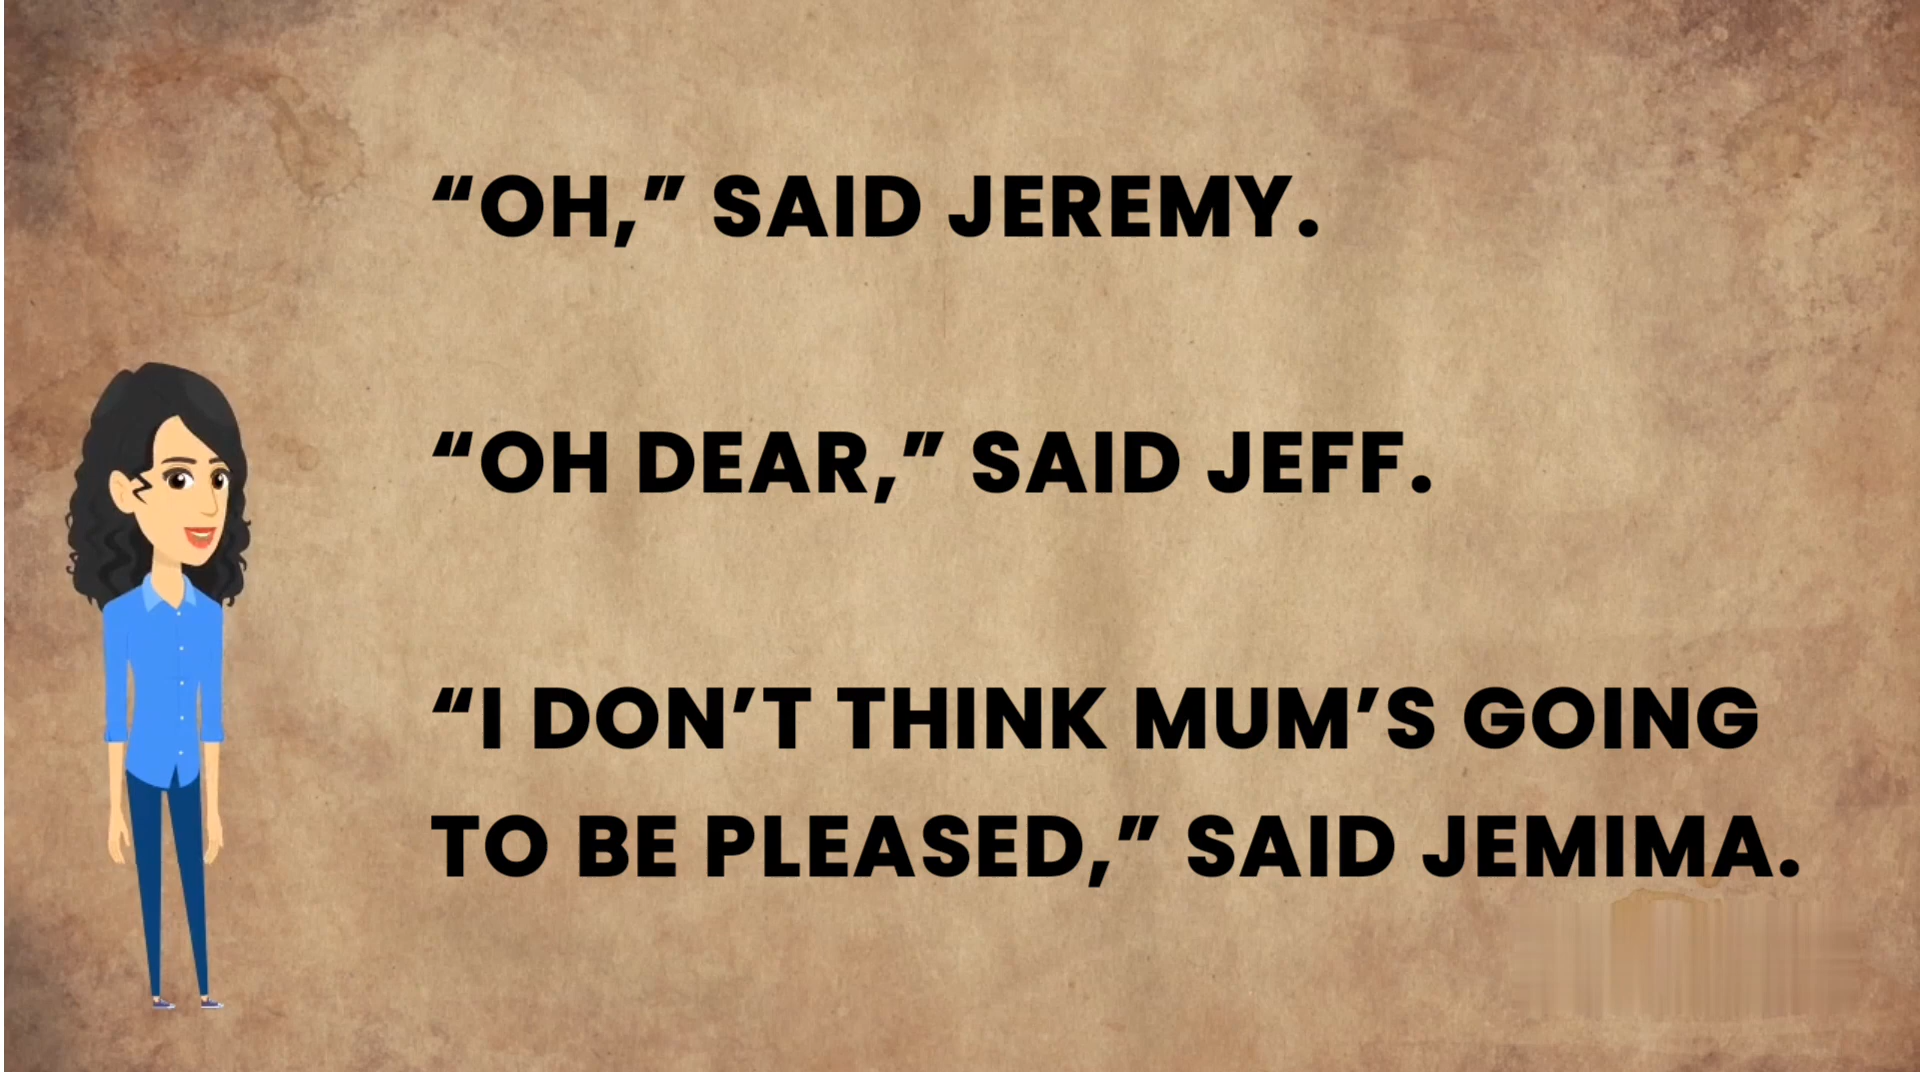 “OH,” SAID JEREMY.
“OH DEAR,” SAID JEFF.
“I DON’T THINK MUM’S GOING
TO BE PLEASED,” SAID JEMIMA.